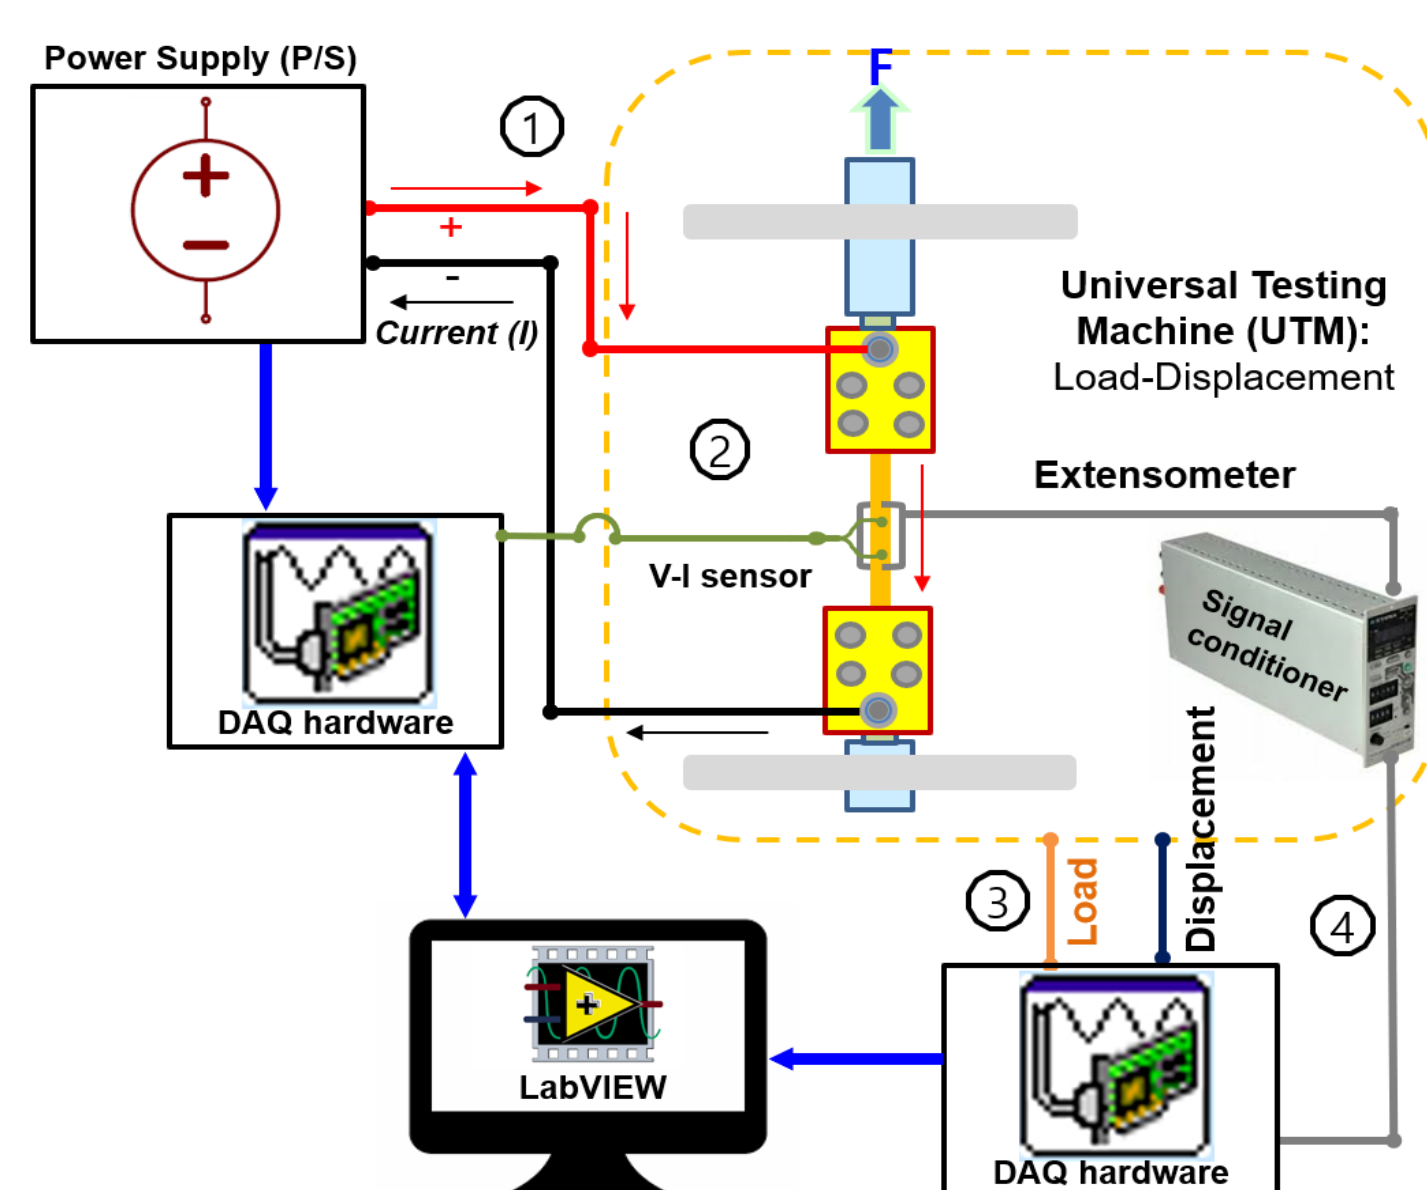 Power Supply (P/S)
F
1
+
-
Current (I)
Universal Testing
Machine (UTM):
Load-Displacement
2
Extensometer
V-I sensor
Signal
conditioner
DAQ hardware
Displacement
Load
3
4
LabVIEW
DAQ hardware